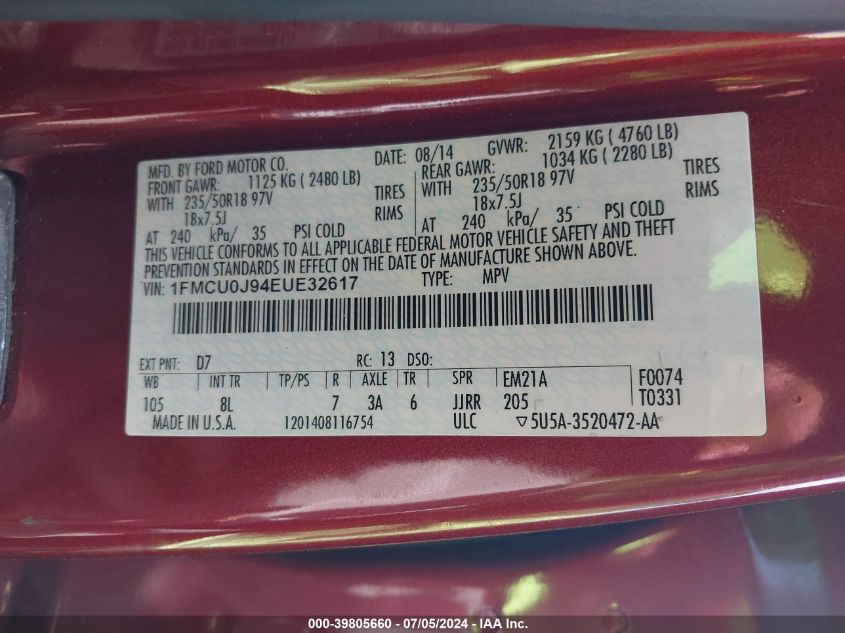 MFD. BY FORD MOTOR CO. DATE: 08/14 GVWR: 2159 KG ( 4760 LB)
FRONT GAWR: 1125 KG ( 2480 LB) REAR GAWR: 1034 KG ( 2280 LB)
WITH 235/50R18 97V TIRES WITH 235/50R18 97V TIRES
18x7.5J RIMS 18x7.5J RIMS
AT 240 kPa/ 35 PSI COLD AT 240 kPa/ 35 PSI COLD
THIS VEHICLE CONFORMS TO ALL APPLICABLE FEDERAL MOTOR VEHICLE SAFETY AND THEFT
PREVENTION STANDARDS IN EFFECT ON THE DATE OF MANUFACTURE SHOWN ABOVE.
VIN: 1FMCU0J94EUE32617 TYPE: MPV
EXT PNT: D7 RC: 13 DSO:
WB INT TR TP/PS R AXLE TR SPR EM21A F0074
105 8L 7 3A 6 JJRR 205 T0331
MADE IN U.S.A. 1201408116754 ULC ▽5U5A-3520472-AA
000-39805660 - 07/05/2024 - IAA Inc.